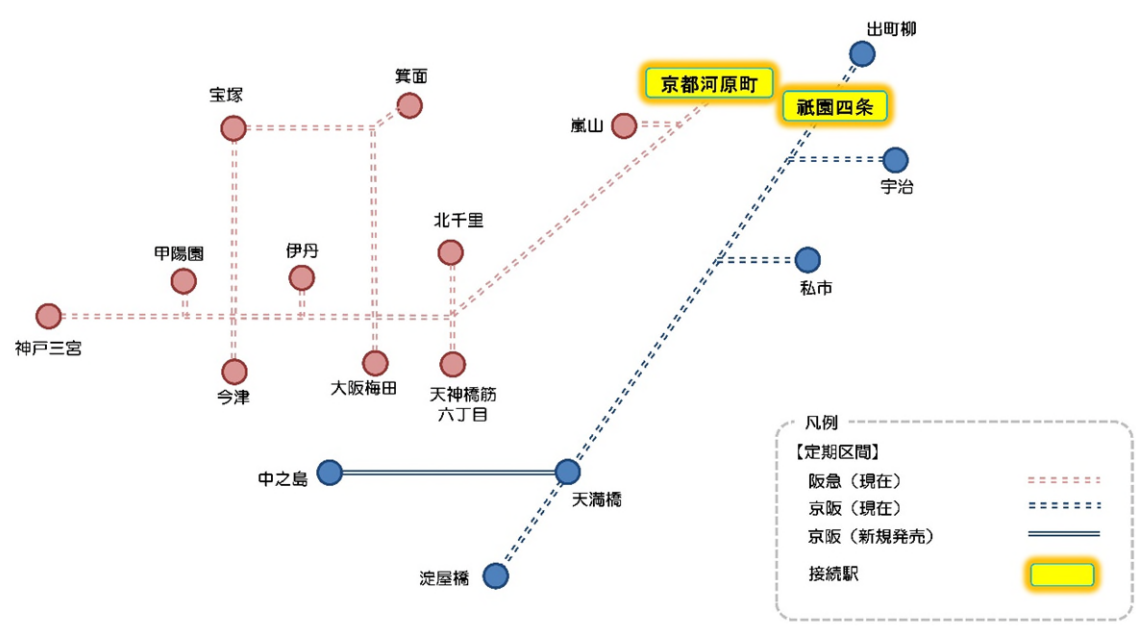 出町柳
箕面
京都河原町
宝塚
祇園四条
嵐山
宇治
北千里
甲陽園
伊丹
私市
神戸三宮
大阪梅田
天神橋筋
六丁目
今津
凡例
【定期区間】
中之島
阪急（現在）
天満橋
京阪（現在）
京阪（新規発売）
淀屋橋
接続駅